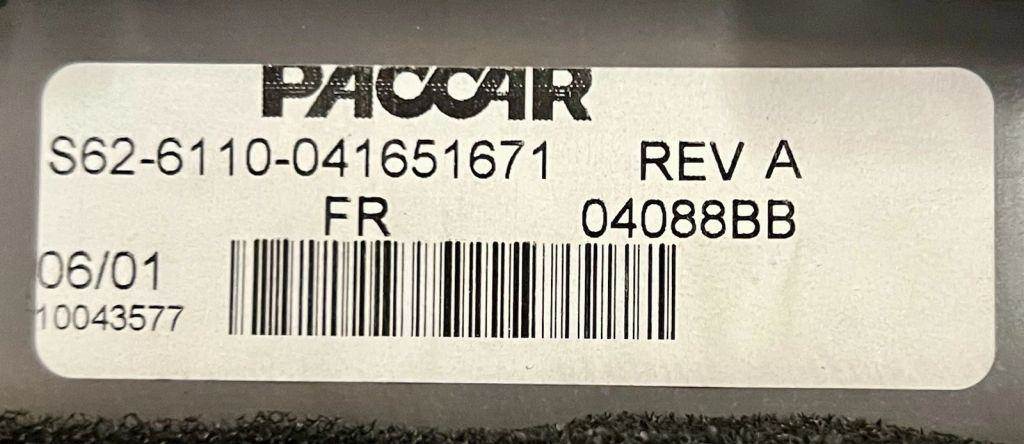 PACCAR
S62-6110-041651671 REV A
FR 04088BB
06/01
10043577